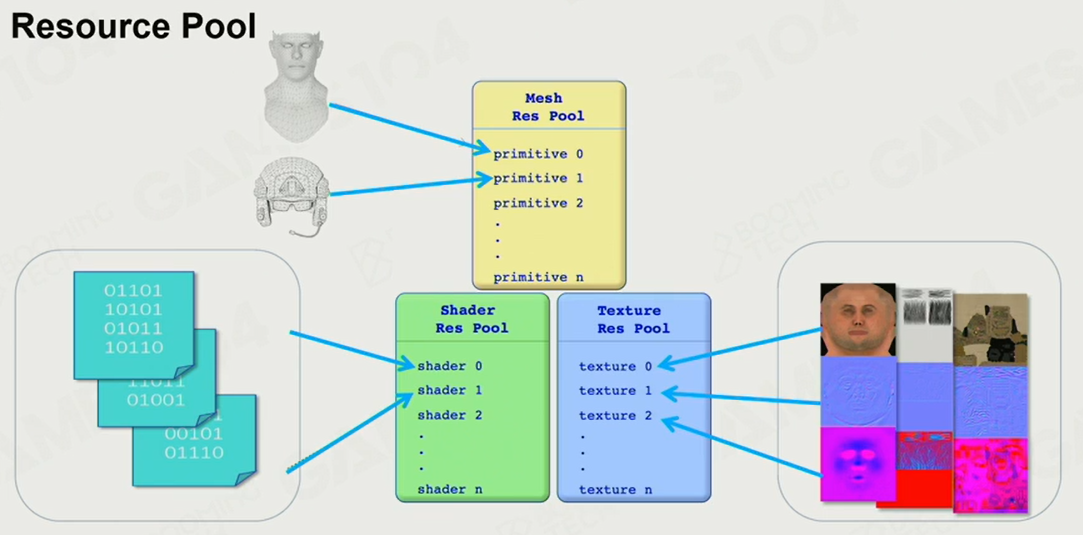 Resource Pool
Mesh
Res Pool
primitive 0
primitive 1
primitive 2
.
.
.
primitive n
01101
10101
01011
10110
01001
00101
01110
Shader
Res Pool
shader 0
shader 1
shader 2
.
.
.
shader n
Texture
Res Pool
texture 0
texture 1
texture 2
.
.
.
texture n
GAMES104
BOOMING
TECH